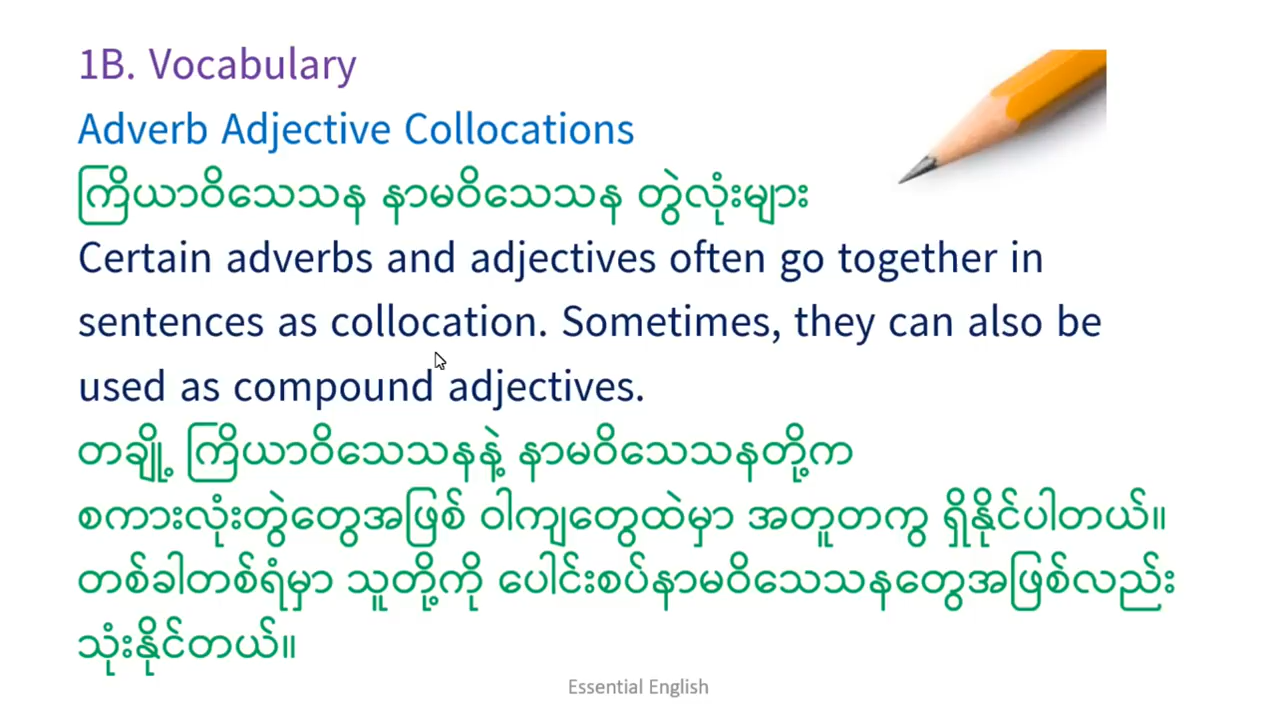 1B. Vocabulary
Adverb Adjective Collocations
ကြိယာဝိသေသန နာမဝိသေသန တွဲလုံးများ
Certain adverbs and adjectives often go together in
sentences as collocation. Sometimes, they can also be
used as compound adjectives.
တချို့ ကြိယာဝိသေသနနဲ့ နာမဝိသေသနတို့က
စကားလုံးတွဲတွေအဖြစ် ဝါကျတွေထဲမှာ အတူတကွ ရှိနိုင်ပါတယ်။
တစ်ခါတစ်ရံမှာ သူတို့ကို ပေါင်းစပ်နာမဝိသေသနတွေအဖြစ်လည်း
သုံးနိုင်တယ်။
Essential English